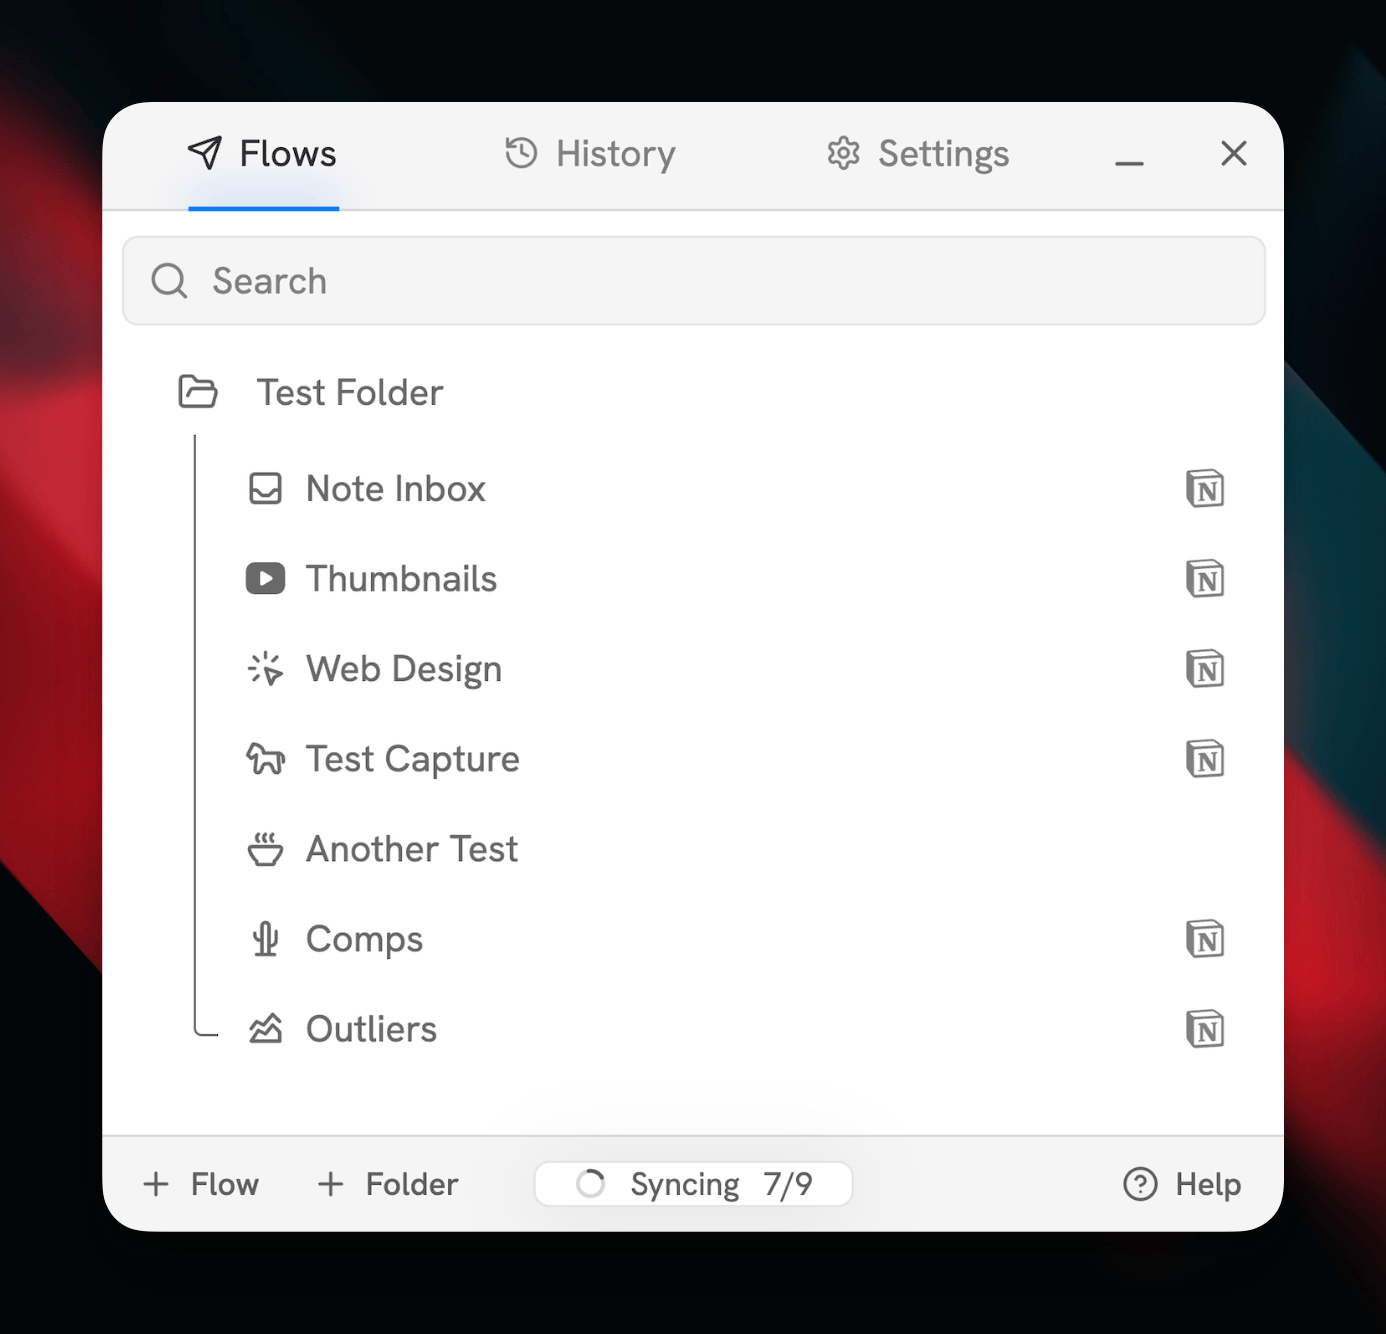 Flows History Settings
Search
Test Folder
Note Inbox N
Thumbnails N
Web Design N
Test Capture N
Another Test
Comps N
Outliers N
+ Flow + Folder Syncing 7/9 ? Help